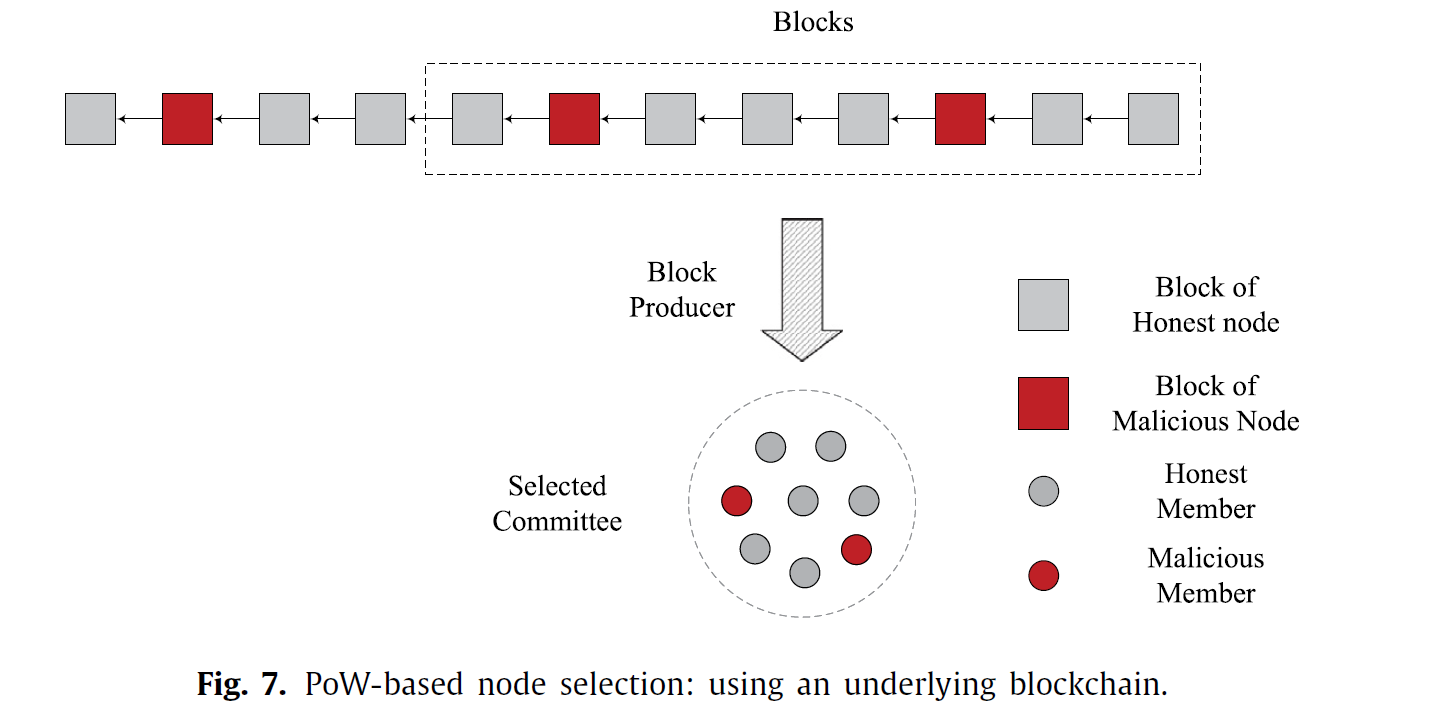 Blocks
Block
Producer
Block of
Honest node
Block of
Malicious Node
Selected
Committee
Honest
Member
Malicious
Member
Fig. 7. PoW-based node selection: using an underlying blockchain.